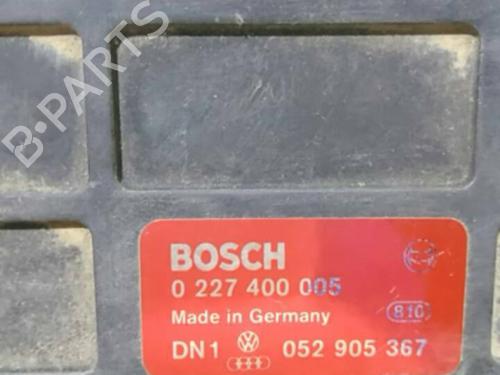 B-PARTS
BOSCH
0 227 400 005
Made in Germany
810
DN1 052 905 367